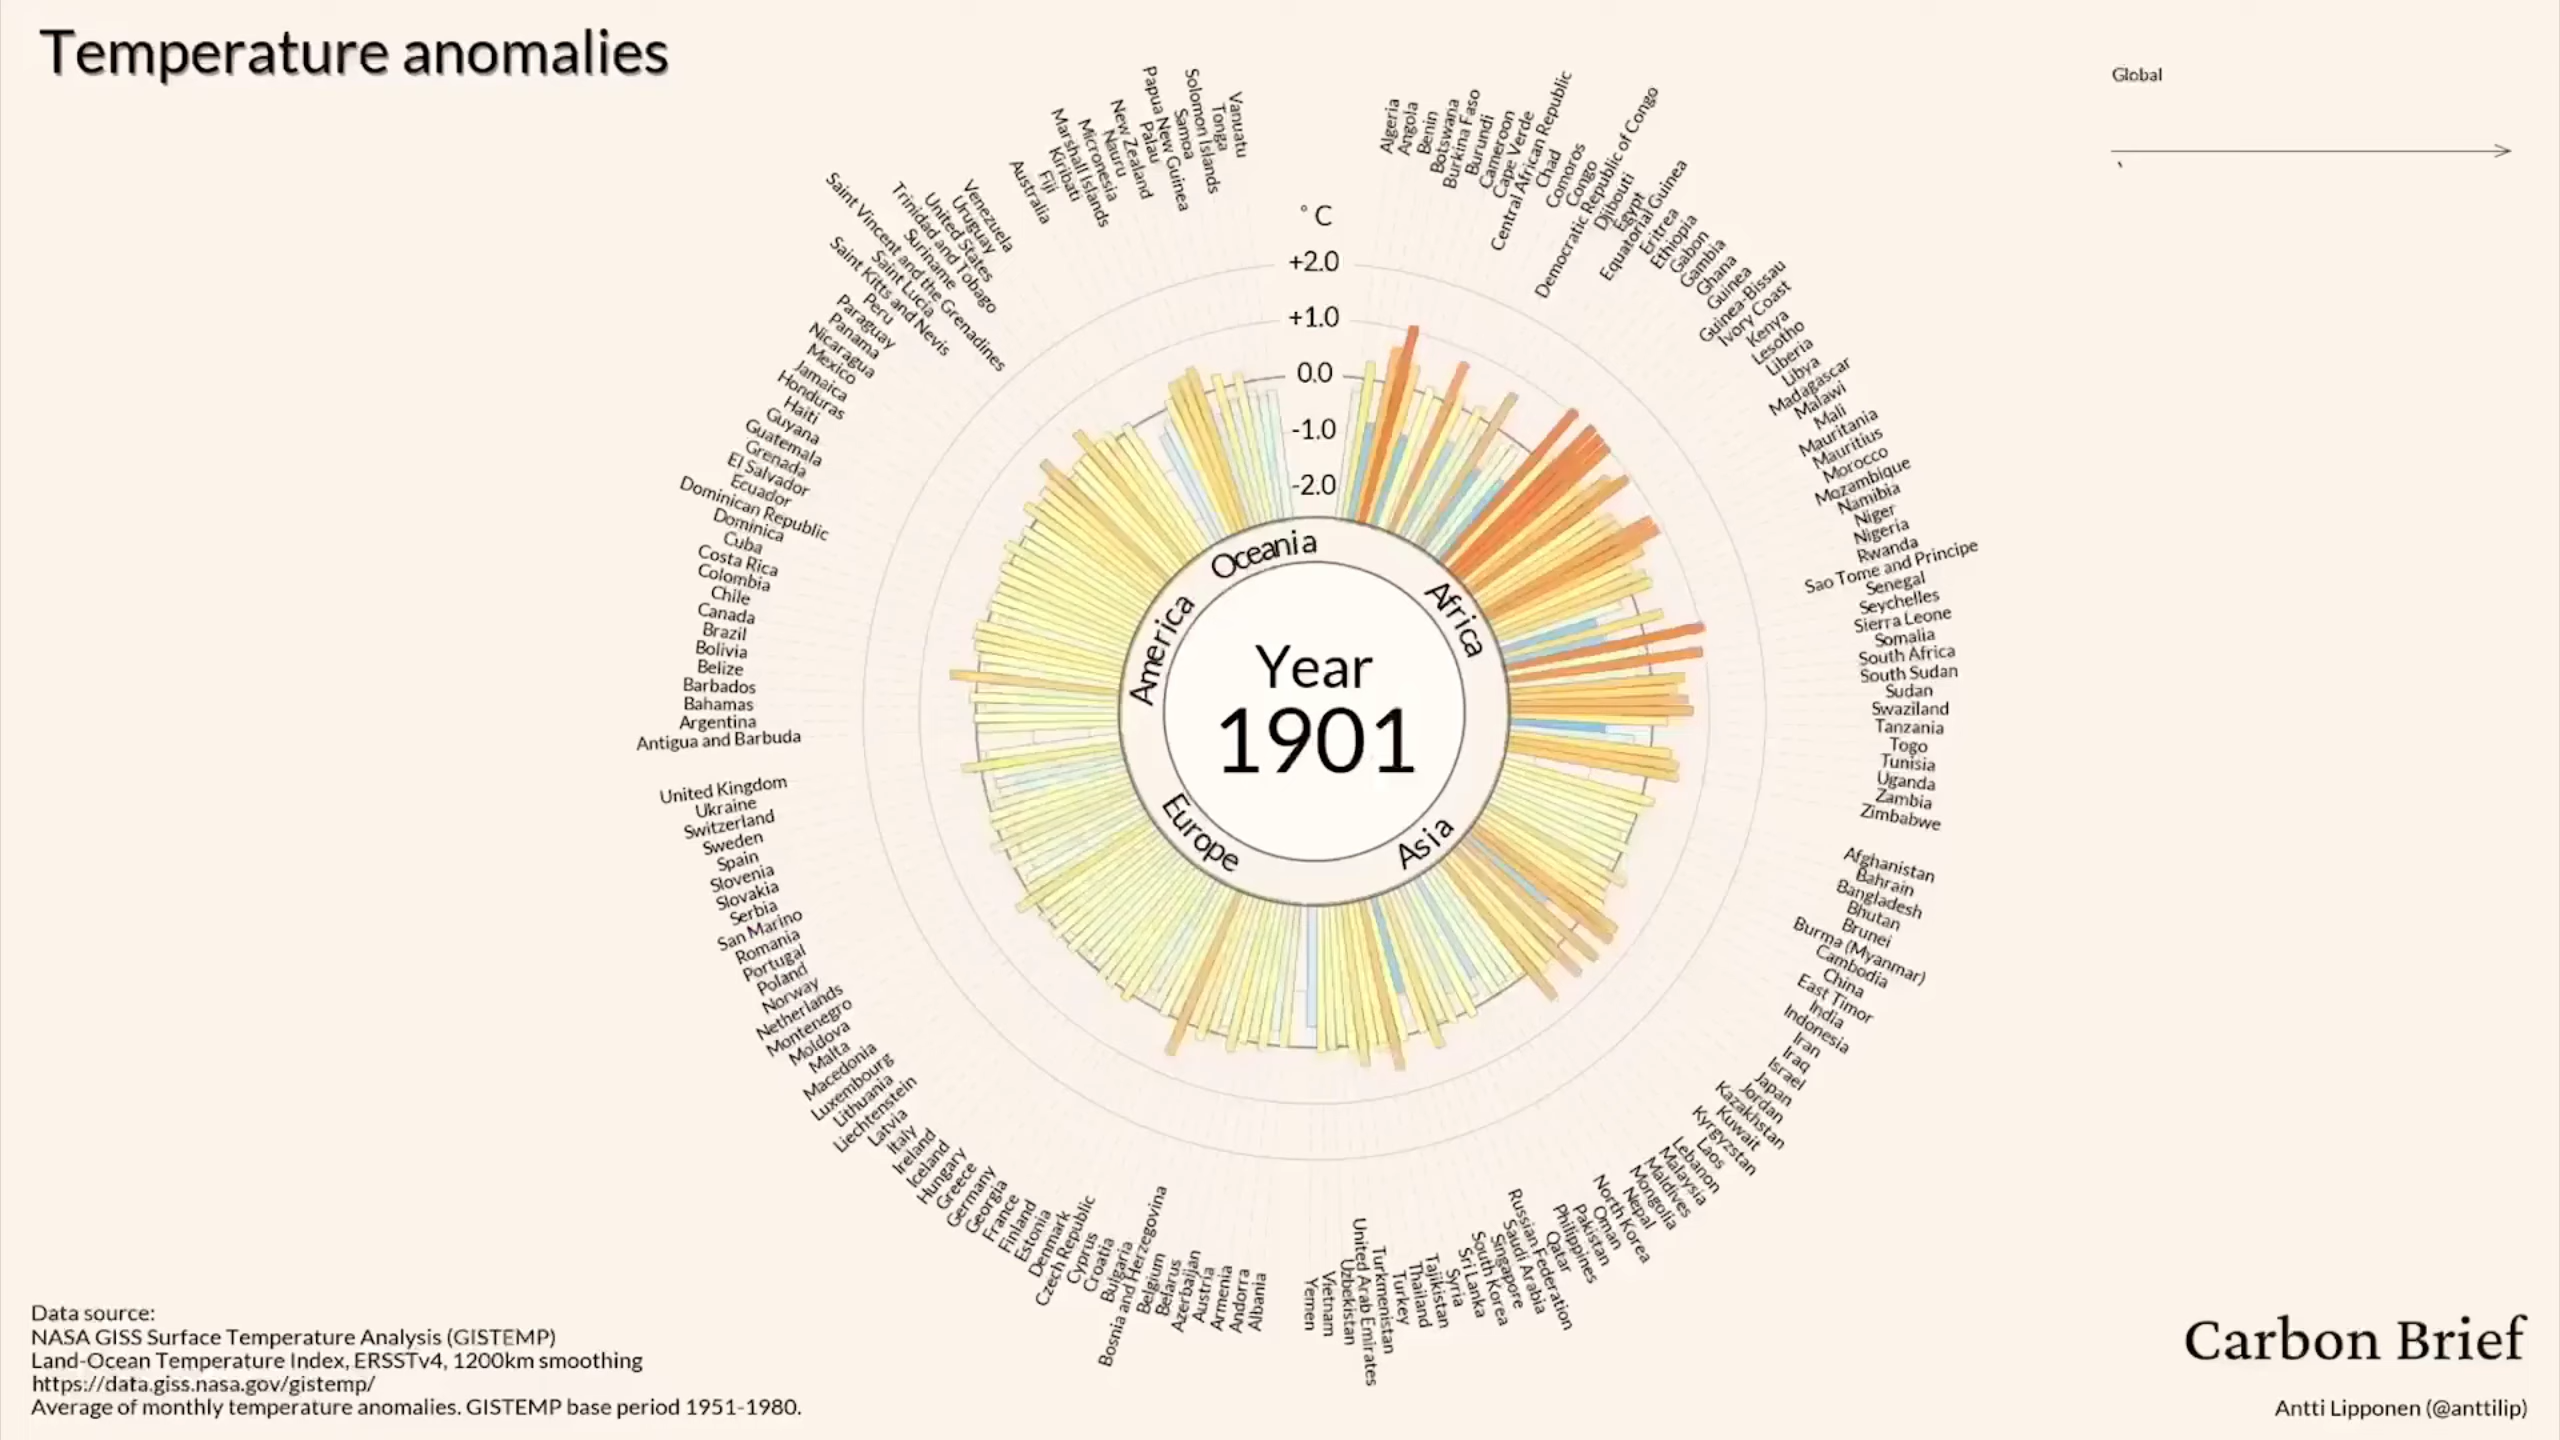 Temperature anomalies
Global
°C
+2.0
+1.0
0.0
-1.0
-2.0
Year
1901
Africa
Asia
Europe
America
Oceania
Algeria
Angola
Benin
Botswana
Burkina Faso
Burundi
Cameroon
Cape Verde
Central African Republic
Chad
Comoros
Congo
Democratic Republic of Congo
Djibouti
Egypt
Equatorial Guinea
Eritrea
Ethiopia
Gabon
Gambia
Ghana
Guinea
Guinea-Bissau
Ivory Coast
Kenya
Lesotho
Liberia
Libya
Madagascar
Malawi
Mali
Mauritania
Mauritius
Morocco
Mozambique
Namibia
Niger
Nigeria
Rwanda
Sao Tome and Principe
Senegal
Seychelles
Sierra Leone
Somalia
South Africa
South Sudan
Sudan
Swaziland
Tanzania
Togo
Tunisia
Uganda
Zambia
Zimbabwe
Afghanistan
Bahrain
Bangladesh
Bhutan
Brunei
Burma (Myanmar)
Cambodia
China
East Timor
India
Indonesia
Iran
Iraq
Israel
Japan
Jordan
Kazakhstan
Kuwait
Kyrgyzstan
Laos
Lebanon
Malaysia
Maldives
Mongolia
Nepal
North Korea
Oman
Pakistan
Philippines
Qatar
Russian Federation
Saudi Arabia
Singapore
South Korea
Sri Lanka
Syria
Tajikistan
Thailand
Turkey
Turkmenistan
United Arab Emirates
Uzbekistan
Vietnam
Yemen
Albania
Andorra
Armenia
Austria
Azerbaijan
Belarus
Belgium
Bosnia and Herzegovina
Bulgaria
Croatia
Cyprus
Czech Republic
Denmark
Estonia
Finland
France
Georgia
Germany
Greece
Hungary
Iceland
Ireland
Italy
Latvia
Liechtenstein
Lithuania
Luxembourg
Macedonia
Malta
Moldova
Montenegro
Netherlands
Norway
Poland
Portugal
Romania
San Marino
Serbia
Slovakia
Slovenia
Spain
Sweden
Switzerland
Ukraine
United Kingdom
Antigua and Barbuda
Argentina
Bahamas
Barbados
Belize
Bolivia
Brazil
Canada
Chile
Colombia
Costa Rica
Cuba
Dominica
Dominican Republic
Ecuador
El Salvador
Grenada
Guatemala
Guyana
Haiti
Honduras
Jamaica
Mexico
Nicaragua
Panama
Paraguay
Peru
Saint Kitts and Nevis
Saint Lucia
Saint Vincent and the Grenadines
Suriname
Trinidad and Tobago
United States
Uruguay
Venezuela
Australia
Fiji
Kiribati
Marshall Islands
Micronesia
Nauru
New Zealand
Palau
Papua New Guinea
Samoa
Solomon Islands
Tonga
Vanuatu
Data source:
NASA GISS Surface Temperature Analysis (GISTEMP)
Land-Ocean Temperature Index, ERSSTv4, 1200km smoothing
https://data.giss.nasa.gov/gistemp/
Average of monthly temperature anomalies. GISTEMP base period 1951-1980.
Carbon Brief
Antti Lipponen (@anttilip)